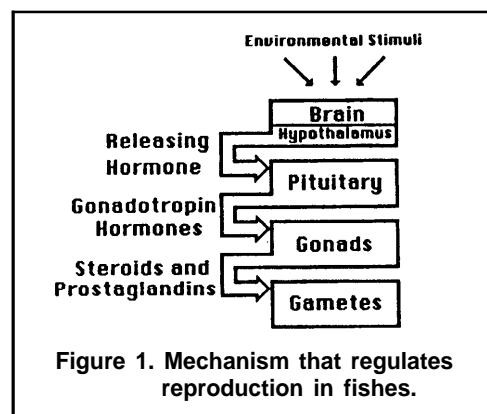 Environmental Stimuli
Brain
Hypothalamus
Releasing
Hormone
Pituitary
Gonadotropin
Hormones
Gonads
Steroids and
Prostaglandins
Gametes
Figure 1. Mechanism that regulates
reproduction in fishes.